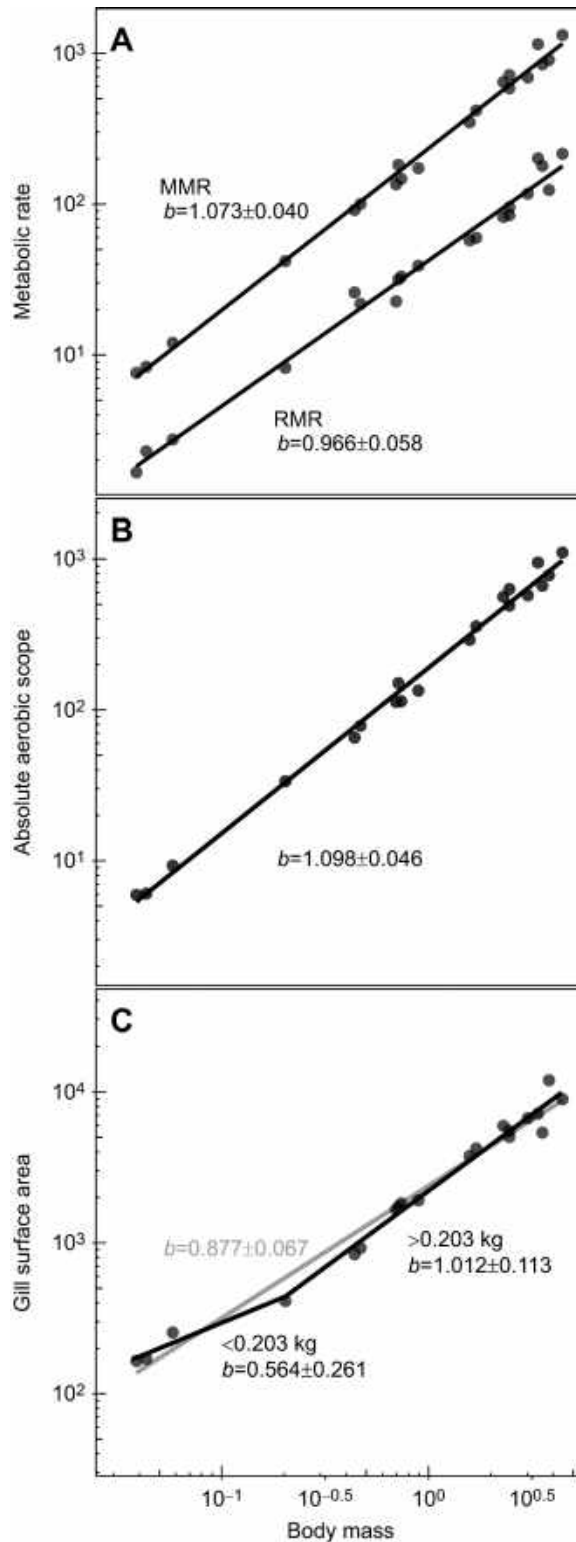 A
10³
10²
10¹
Metabolic rate
MMR
b=1.073±0.040
RMR
b=0.966±0.058
B
10³
10²
10¹
Absolute aerobic scope
b=1.098±0.046
C
10⁴
10³
10²
Gill surface area
b=0.877±0.067
>0.203 kg
b=1.012±0.113
<0.203 kg
b=0.564±0.261
10⁻¹ 10⁻⁰·⁵ 10⁰ 10⁰·⁵
Body mass